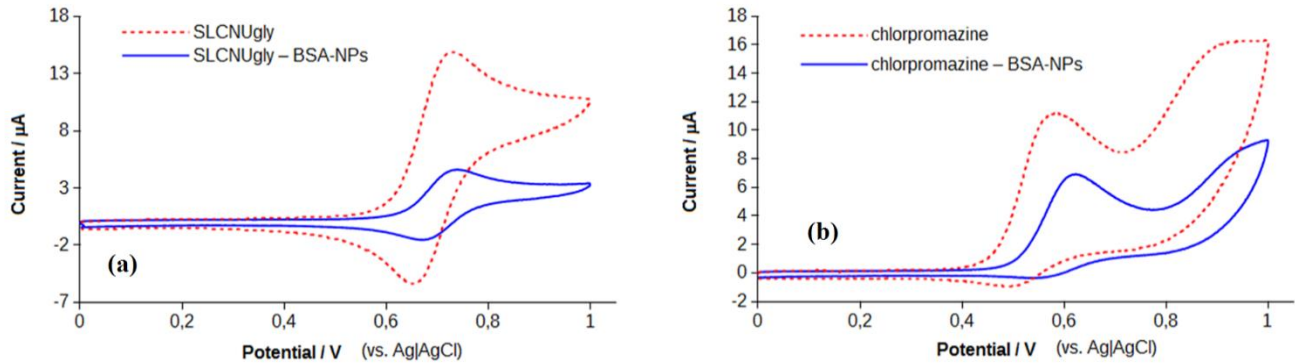 18
13
8
3
-2
-7
Current / µA
SLCNUgly
SLCNUgly – BSA-NPs
(a)
0
0,2
0,4
0,6
0,8
1
Potential / V (vs. Ag|AgCl)
18
16
14
12
10
8
6
4
2
0
-2
Current / µA
chlorpromazine
chlorpromazine – BSA-NPs
(b)
0
0,2
0,4
0,6
0,8
1
Potential / V (vs. Ag|AgCl)